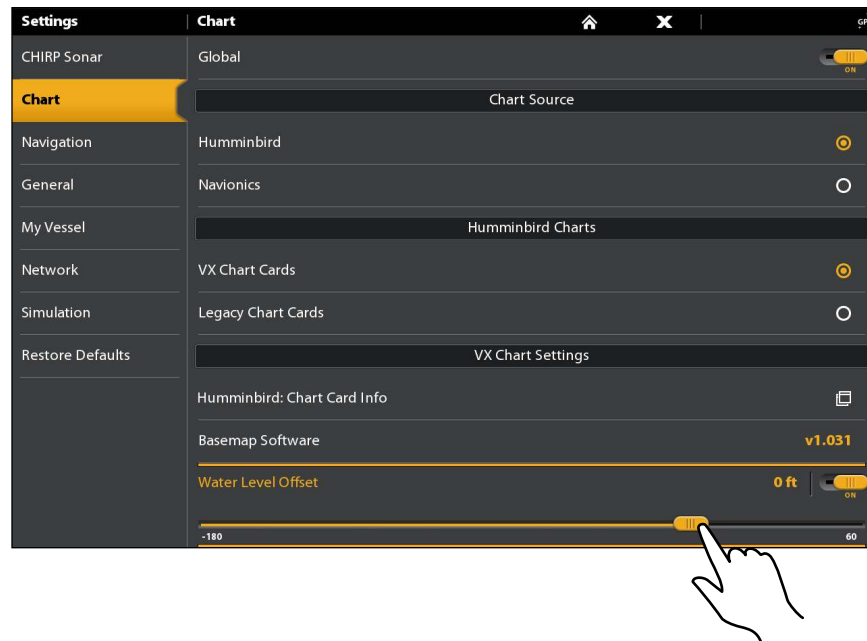 Settings
Chart
GP
CHIRP Sonar
Global
ON
Chart
Chart Source
Navigation
Humminbird
General
Navionics
My Vessel
Humminbird Charts
Network
VX Chart Cards
Simulation
Legacy Chart Cards
Restore Defaults
VX Chart Settings
Humminbird: Chart Card Info
Basemap Software
v1.031
Water Level Offset
0 ft
ON
-180
60